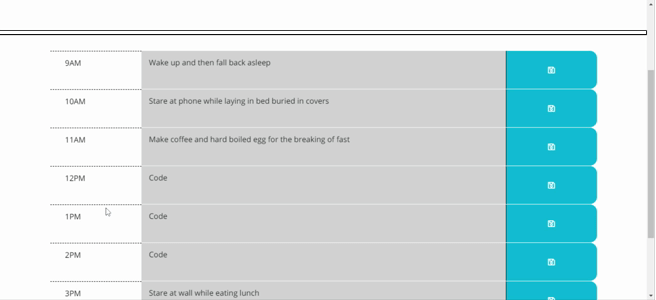 9AM Wake up and then fall back asleep
10AM Stare at phone while laying in bed buried in covers
11AM Make coffee and hard boiled egg for the breaking of fast
12PM Code
1PM Code
2PM Code
3PM Stare at wall while eating lunch